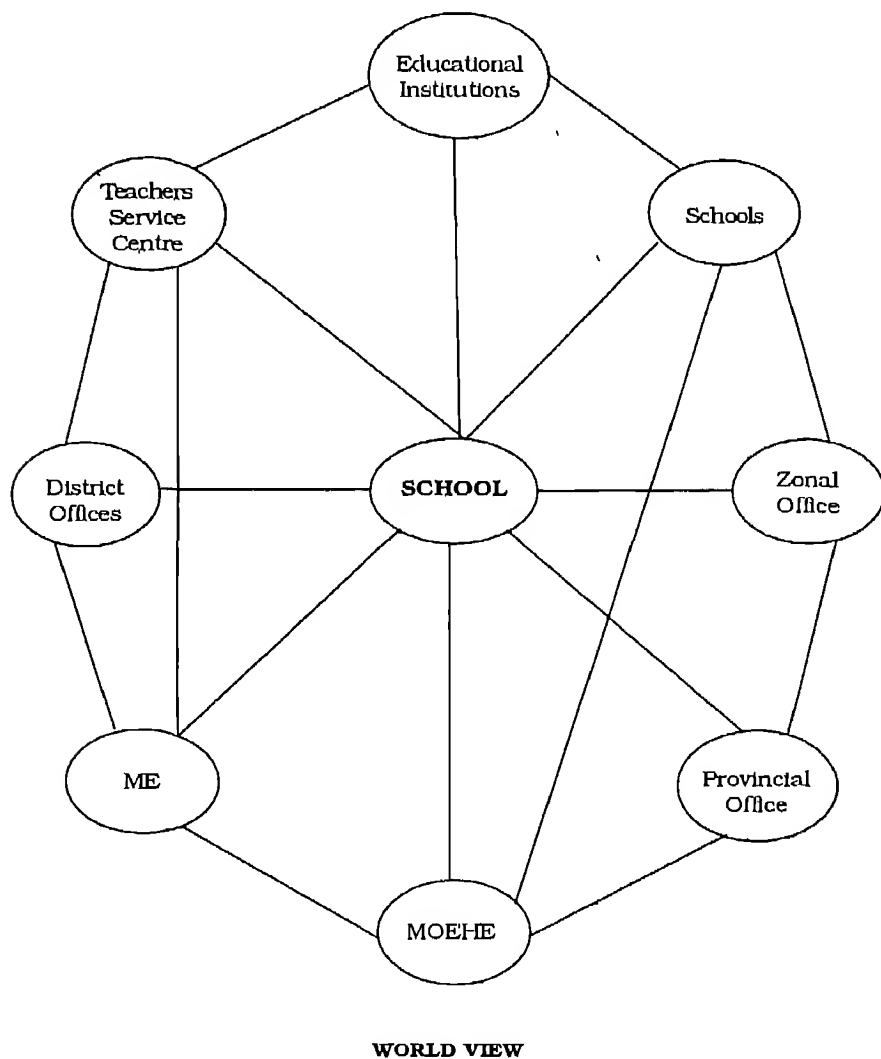 Educational
Institutions
Teachers
Service
Centre
Schools
District
Offices
SCHOOL
Zonal
Office
ME
Provincial
Office
MOEHE
WORLD VIEW